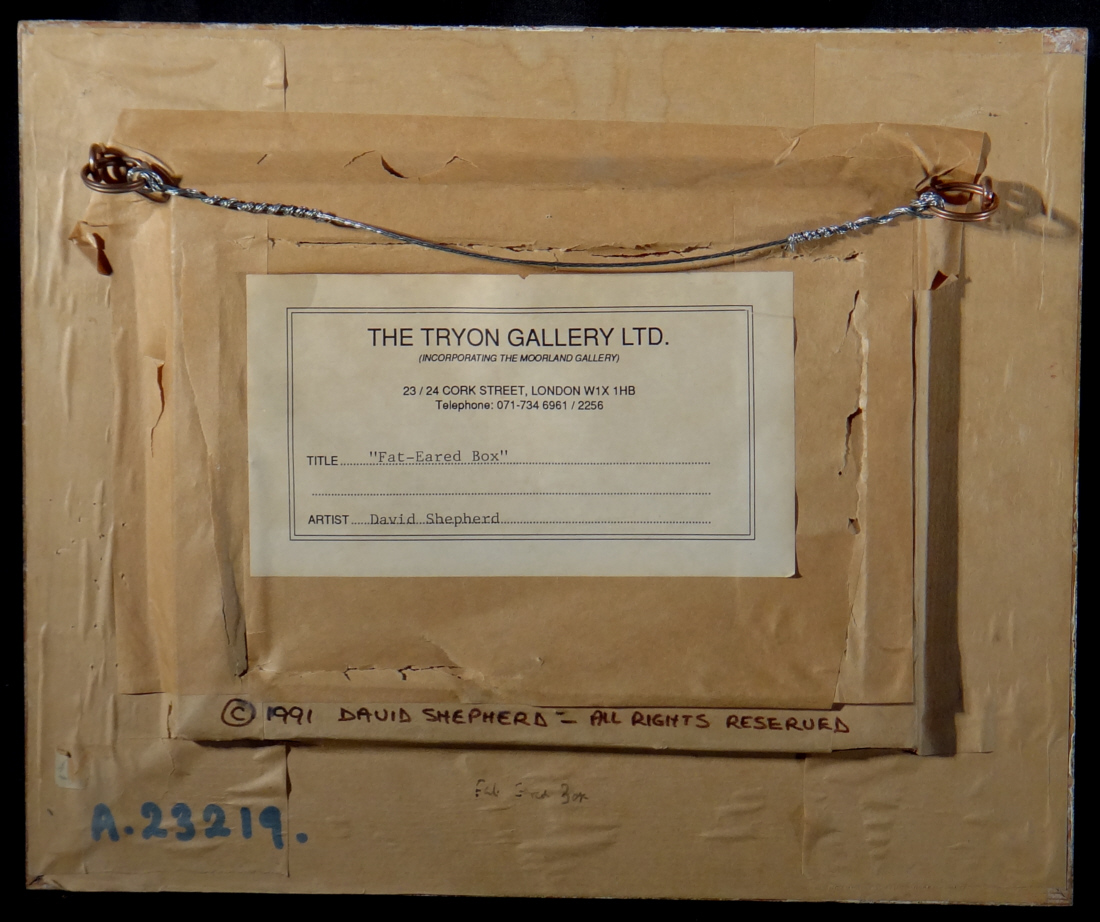 THE TRYON GALLERY LTD.
(INCORPORATING THE MOORLAND GALLERY)
23 / 24 CORK STREET, LONDON W1X 1HB
Telephone: 071-734 6961 / 2256
TITLE "Fat-Eared Box"
ARTIST David Shepherd
© 1991 DAVID SHEPHERD – ALL RIGHTS RESERVED
Box
A.23219.